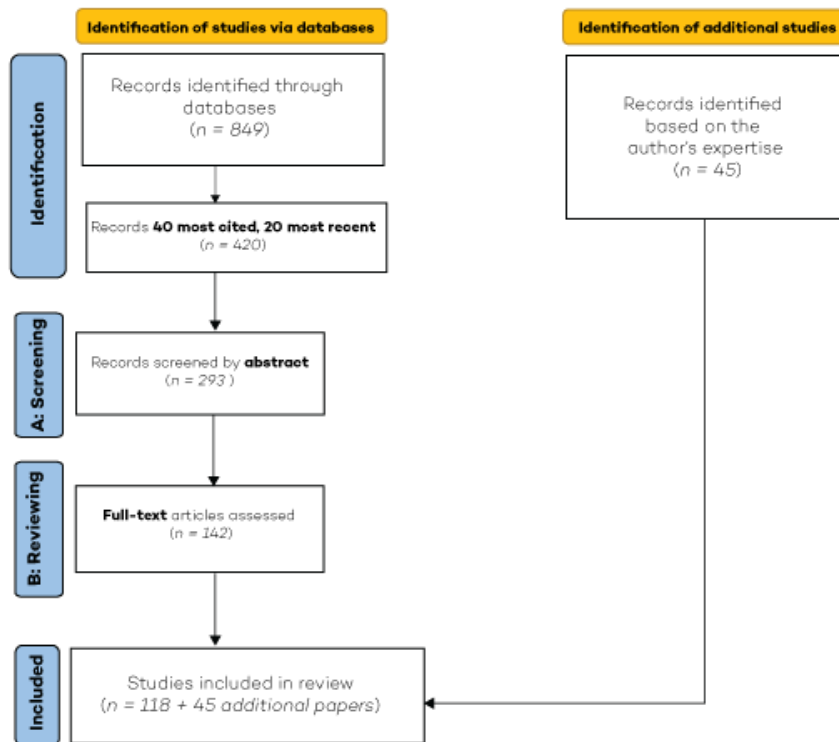 Identification of studies via databases
Identification of additional studies
Identification
Records identified through
databases
(n = 849)
Records identified
based on the
author's expertise
(n = 45)
Records 40 most cited, 20 most recent
(n = 420)
A: Screening
Records screened by abstract
(n = 293 )
B: Reviewing
Full-text articles assessed
(n = 142)
Included
Studies included in review
(n = 118 + 45 additional papers)